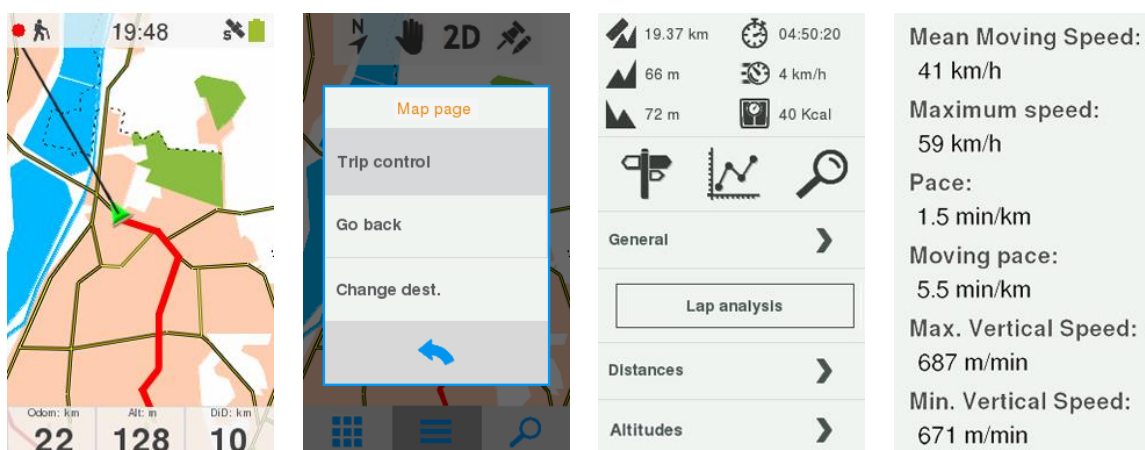 19:48
S
Odom: km
Alt: m
DiD: km
22
128
10
N
2D
Map page
Trip control
Go back
Change dest.
19.37 km
04:50:20
66 m
4 km/h
72 m
40 Kcal
General
Lap analysis
Distances
Altitudes
Mean Moving Speed:
41 km/h
Maximum speed:
59 km/h
Pace:
1.5 min/km
Moving pace:
5.5 min/km
Max. Vertical Speed:
687 m/min
Min. Vertical Speed:
671 m/min